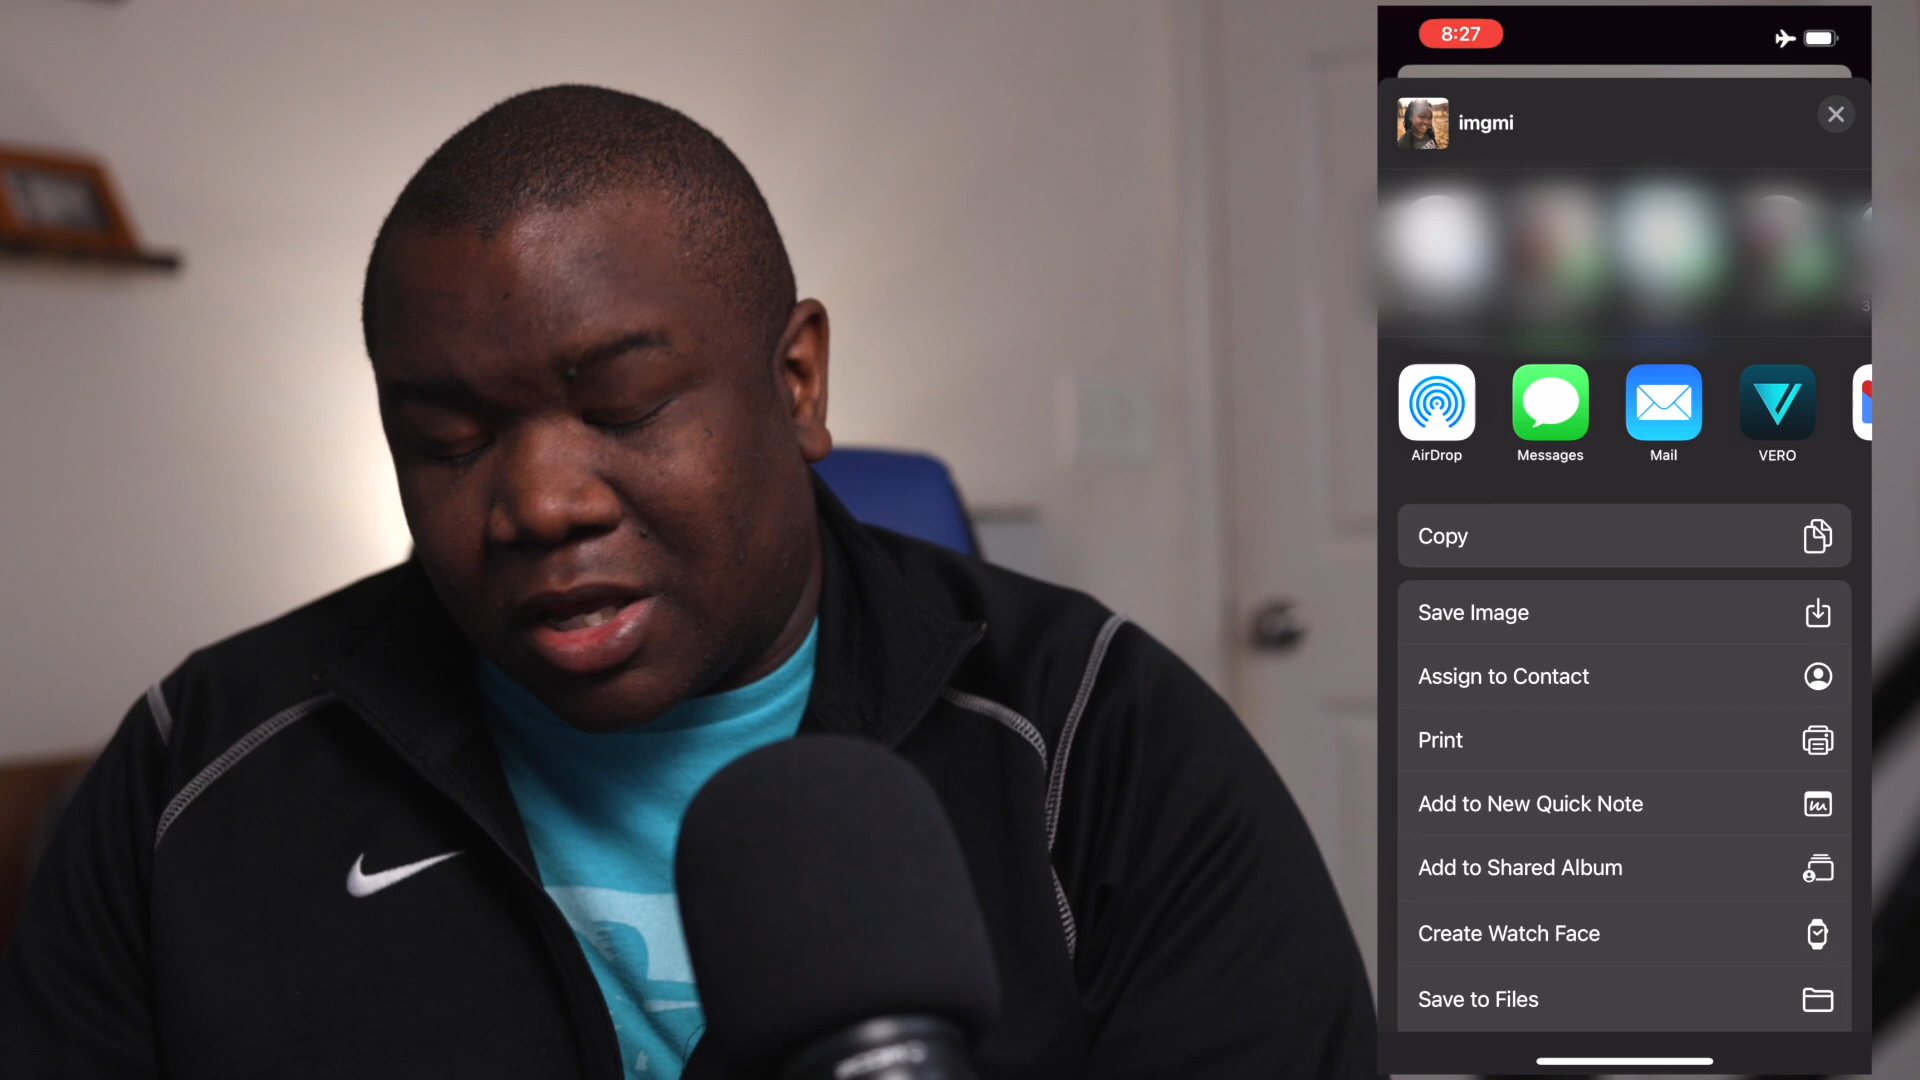 8:27
imgmi
3
AirDrop
Messages
Mail
VERO
Copy
Save Image
Assign to Contact
Print
Add to New Quick Note
Add to Shared Album
Create Watch Face
Save to Files